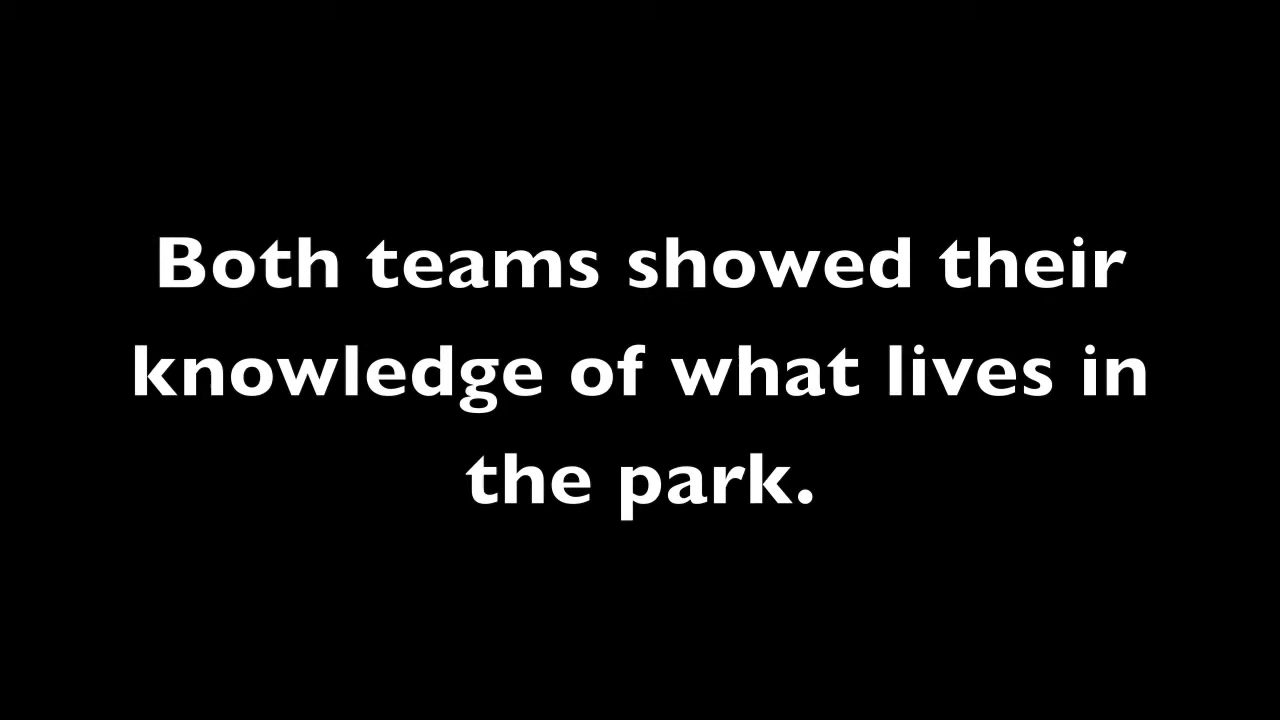 Both teams showed their
knowledge of what lives in
the park.